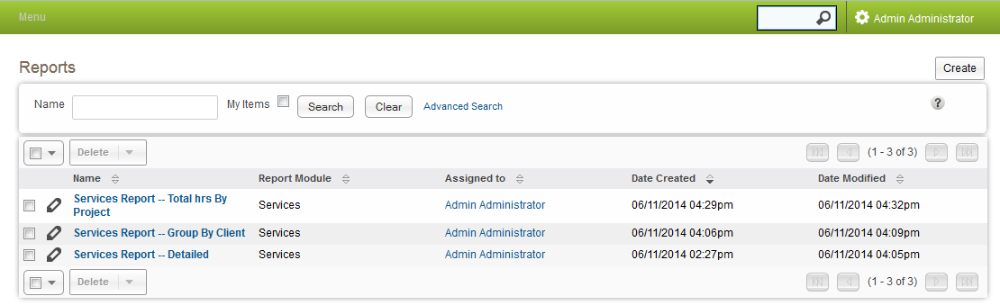 Menu
Admin Administrator
Reports
Create
Name
My Items
Search
Clear
Advanced Search
?
Delete
(1 - 3 of 3)
Name
Report Module
Assigned to
Date Created
Date Modified
Services Report -- Total hrs By
Project
Services
Admin Administrator
06/11/2014 04:29pm
06/11/2014 04:32pm
Services Report -- Group By Client
Services
Admin Administrator
06/11/2014 04:06pm
06/11/2014 04:09pm
Services Report -- Detailed
Services
Admin Administrator
06/11/2014 02:27pm
06/11/2014 04:05pm
Delete
(1 - 3 of 3)